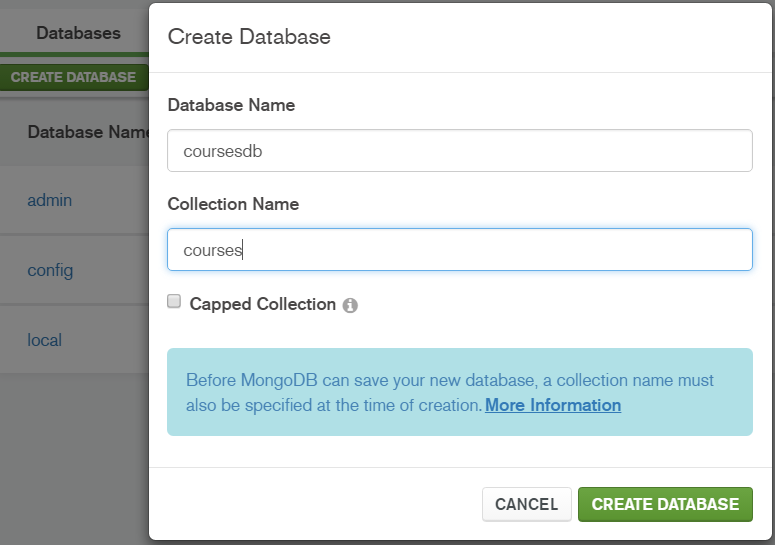 Databases
CREATE DATABASE
Database Name
admin
config
local
Create Database
Database Name
coursesdb
Collection Name
courses
Capped Collection
Before MongoDB can save your new database, a collection name must
also be specified at the time of creation. More Information
CANCEL
CREATE DATABASE